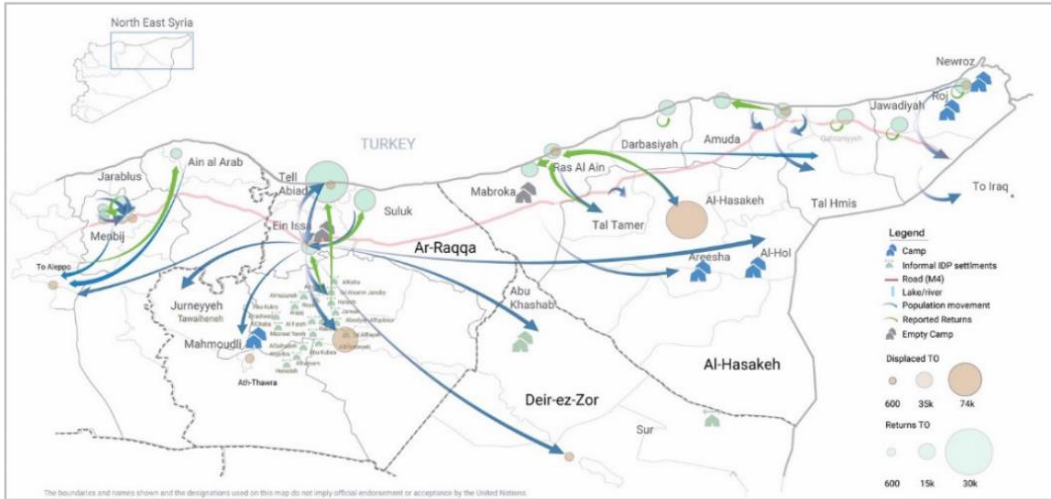 North East Syria
TURKEY
Newroz
Roj
Jawadiyah
Qahtaniyyeh
Amuda
Darbasiyah
Ain al Arab
Jarablus
Menbij
To Aleppo
Tell
Abiad
Suluk
Ein Issa
Ras Al Ain
Mabroka
Tal Tamer
Al-Hasakeh
Tal Hmis
To Iraq
Ar-Raqqa
Areesha
Al-Hol
Abu
Khashab
Jurneyyeh
Tawaiheneh
Mahmoudli
Ath-Thawra
Al-Hasakeh
Deir-ez-Zor
Sur
Legend
Camp
Informal IDP settlments
Road (M4)
Lake/river
Population movement
Reported Returns
Empty Camp
Displaced TO
600 35k 74k
Returns TO
600 15k 30k
The boundaries and names shown and the designations used on this map do not imply official endorsement or acceptance by the United Nations.